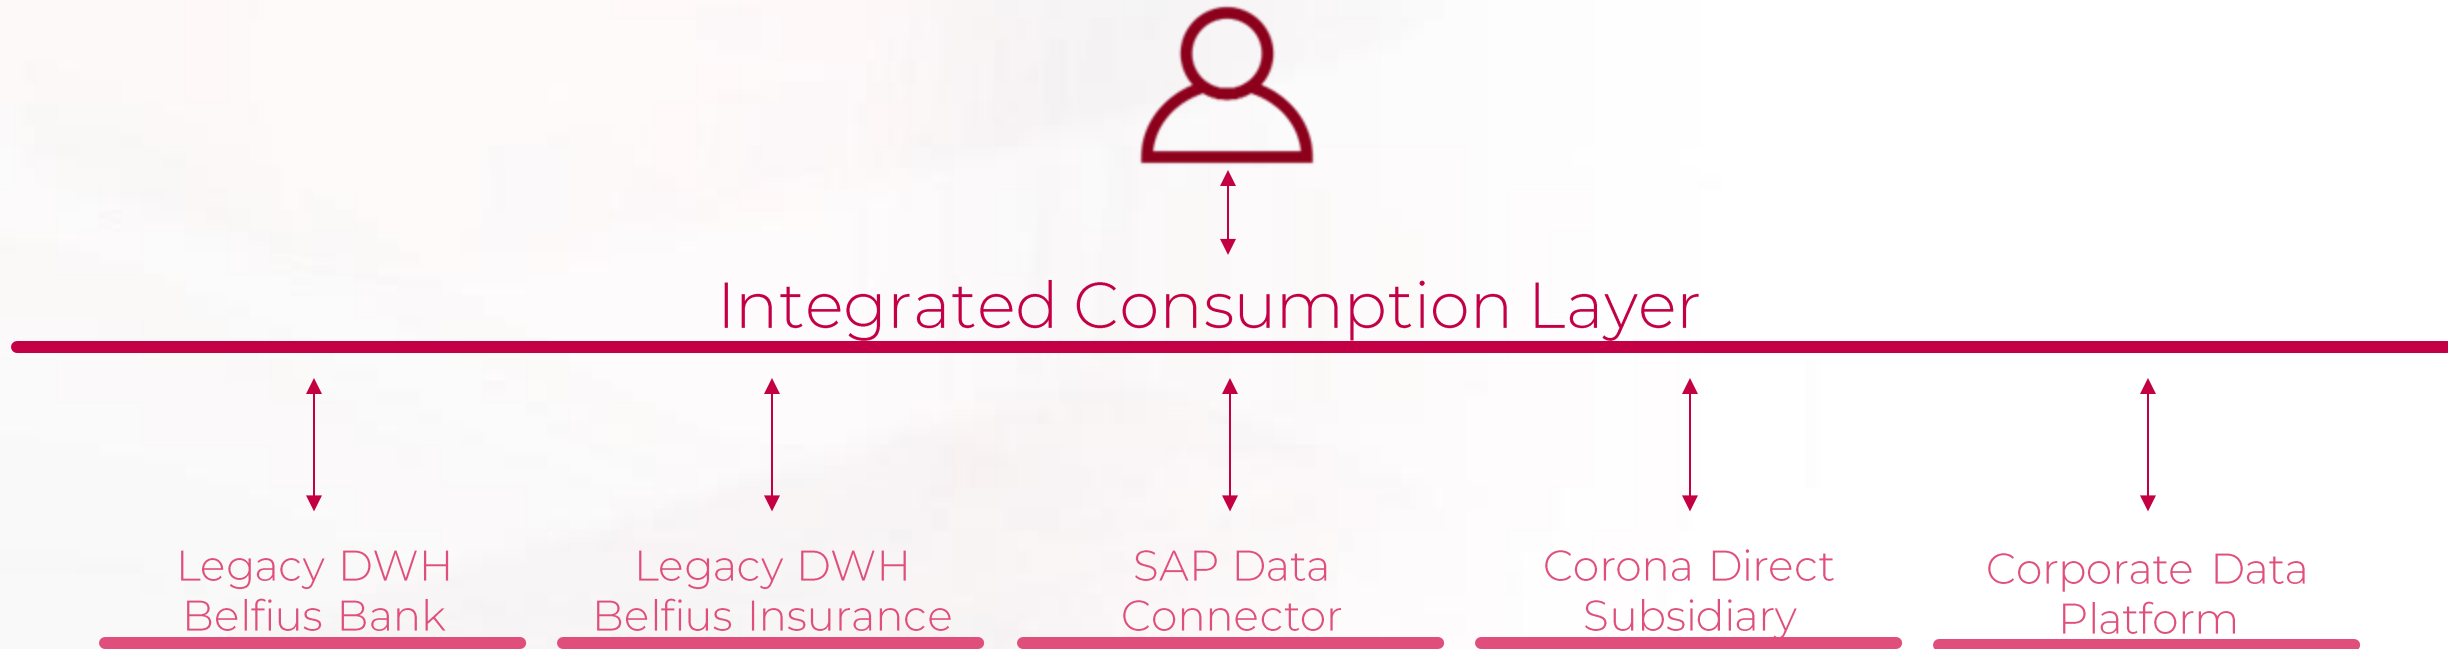 Integrated Consumption Layer
Legacy DWH
Belfius Bank
Legacy DWH
Belfius Insurance
SAP Data
Connector
Corona Direct
Subsidiary
Corporate Data
Platform